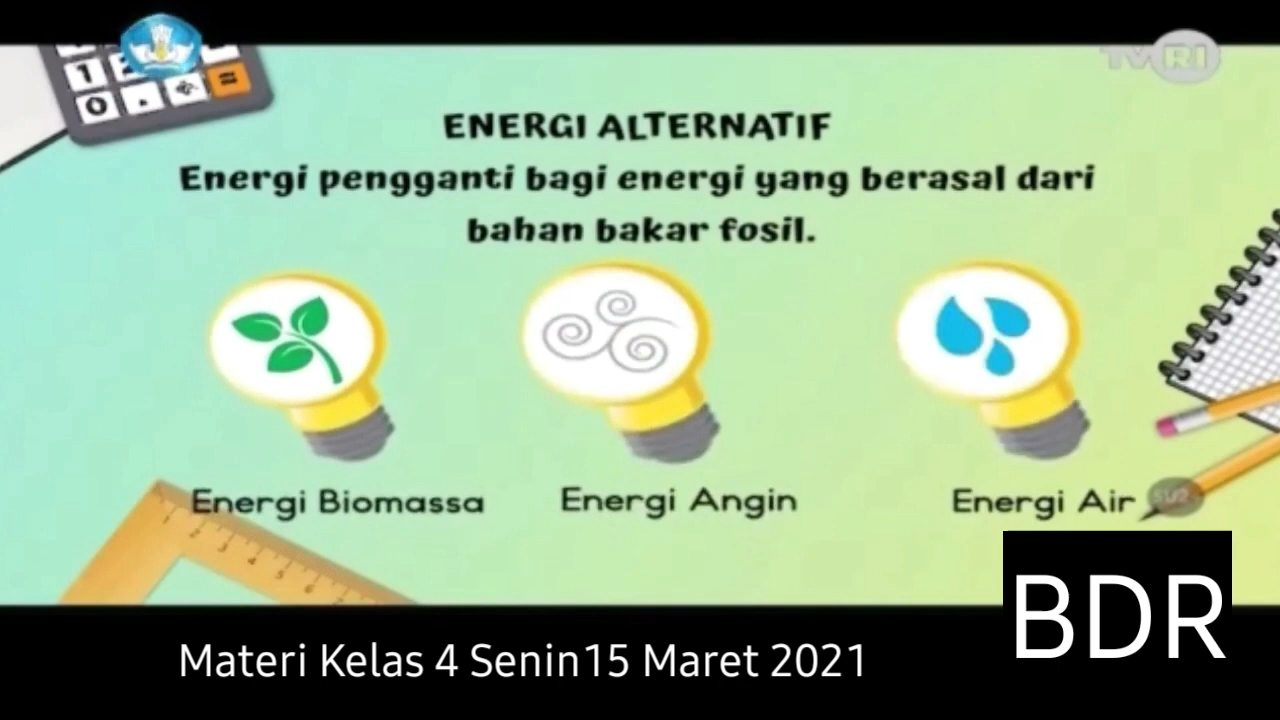 TVRI
ENERGI ALTERNATIF
Energi pengganti bagi energi yang berasal dari
bahan bakar fosil.
Energi Biomassa
Energi Angin
Energi Air
BDR
Materi Kelas 4 Senin15 Maret 2021